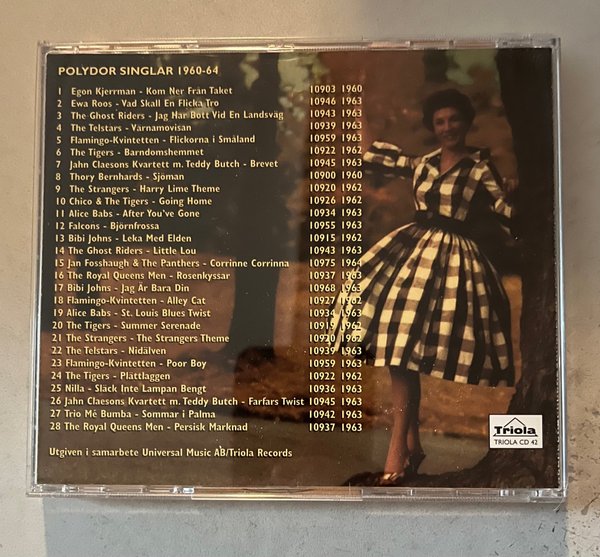 POLYDOR SINGLAR 1960-64
1 Egon Kjerrman - Kom Ner Från Taket 10903 1960
2 Ewa Roos - Vad Skall En Flicka Tro 10946 1963
3 The Ghost Riders - Jag Har Bott Vid En Landsväg 10943 1963
4 The Telstars - Värnamovisan 10939 1963
5 Flamingo-Kvintetten - Flickorna i Småland 10959 1963
6 The Tigers - Barndomshemmet 10922 1962
7 Jahn Claesons Kvartett m. Teddy Butch - Brevet 10945 1963
8 Thory Bernhards - Sjöman 10900 1960
9 The Strangers - Harry Lime Theme 10920 1962
10 Chico & The Tigers - Going Home 10926 1962
11 Alice Babs - After You've Gone 10934 1963
12 Falcons - Björnfrossa 10955 1963
13 Bibi Johns - Leka Med Elden 10915 1962
14 The Ghost Riders - Little Lou 10943 1963
15 Jan Fosshaugh & The Panthers - Corrinne Corrinna 10975 1964
16 The Royal Queens Men - Rosenkyssar 10937 1963
17 Bibi Johns - Jag Är Bara Din 10968 1963
18 Flamingo-Kvintetten - Alley Cat 10927 1962
19 Alice Babs - St. Louis Blues Twist 10934 1963
20 The Tigers - Summer Serenade 10919 1962
21 The Strangers - The Strangers Theme 10920 1962
22 The Telstars - Nidälven 10939 1963
23 Flamingo-Kvintetten - Poor Boy 10959 1963
24 The Tigers - Plättlaggen 10922 1962
25 Nilla - Släck Inte Lampan Bengt 10936 1963
26 Jahn Claesons Kvartett m. Teddy Butch - Farfars Twist 10945 1963
27 Trio Mé Bumba - Sommar i Palma 10942 1963
28 The Royal Queens Men - Persisk Marknad 10937 1963
Utgiven i samarbete Universal Music AB/Triola Records
Triola
TRIOLA CD 42